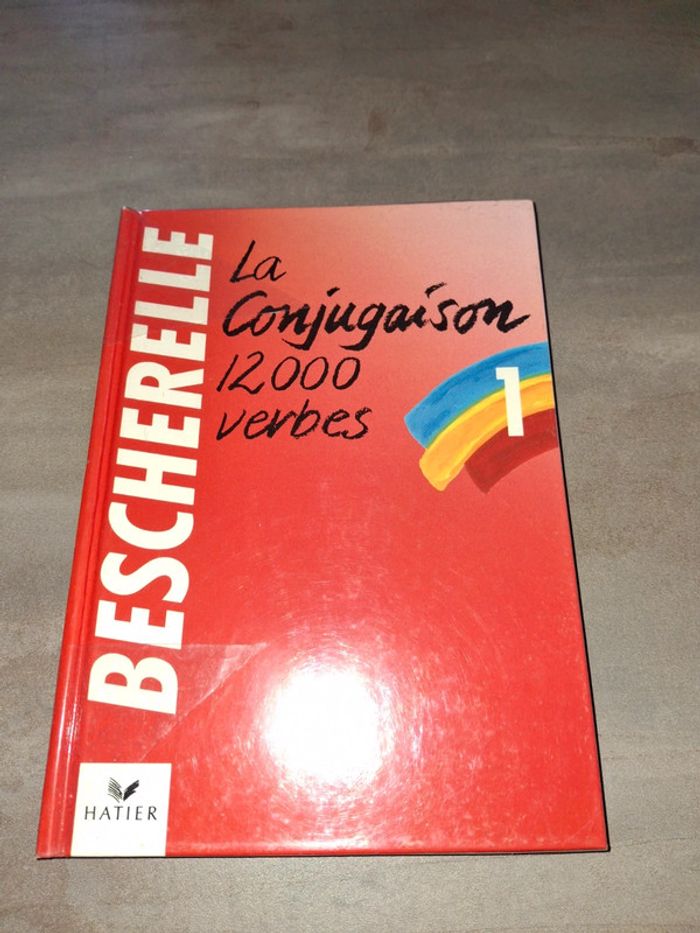 BESCHERELLE
La
Conjugaison
12000
verbes
1
HATIER